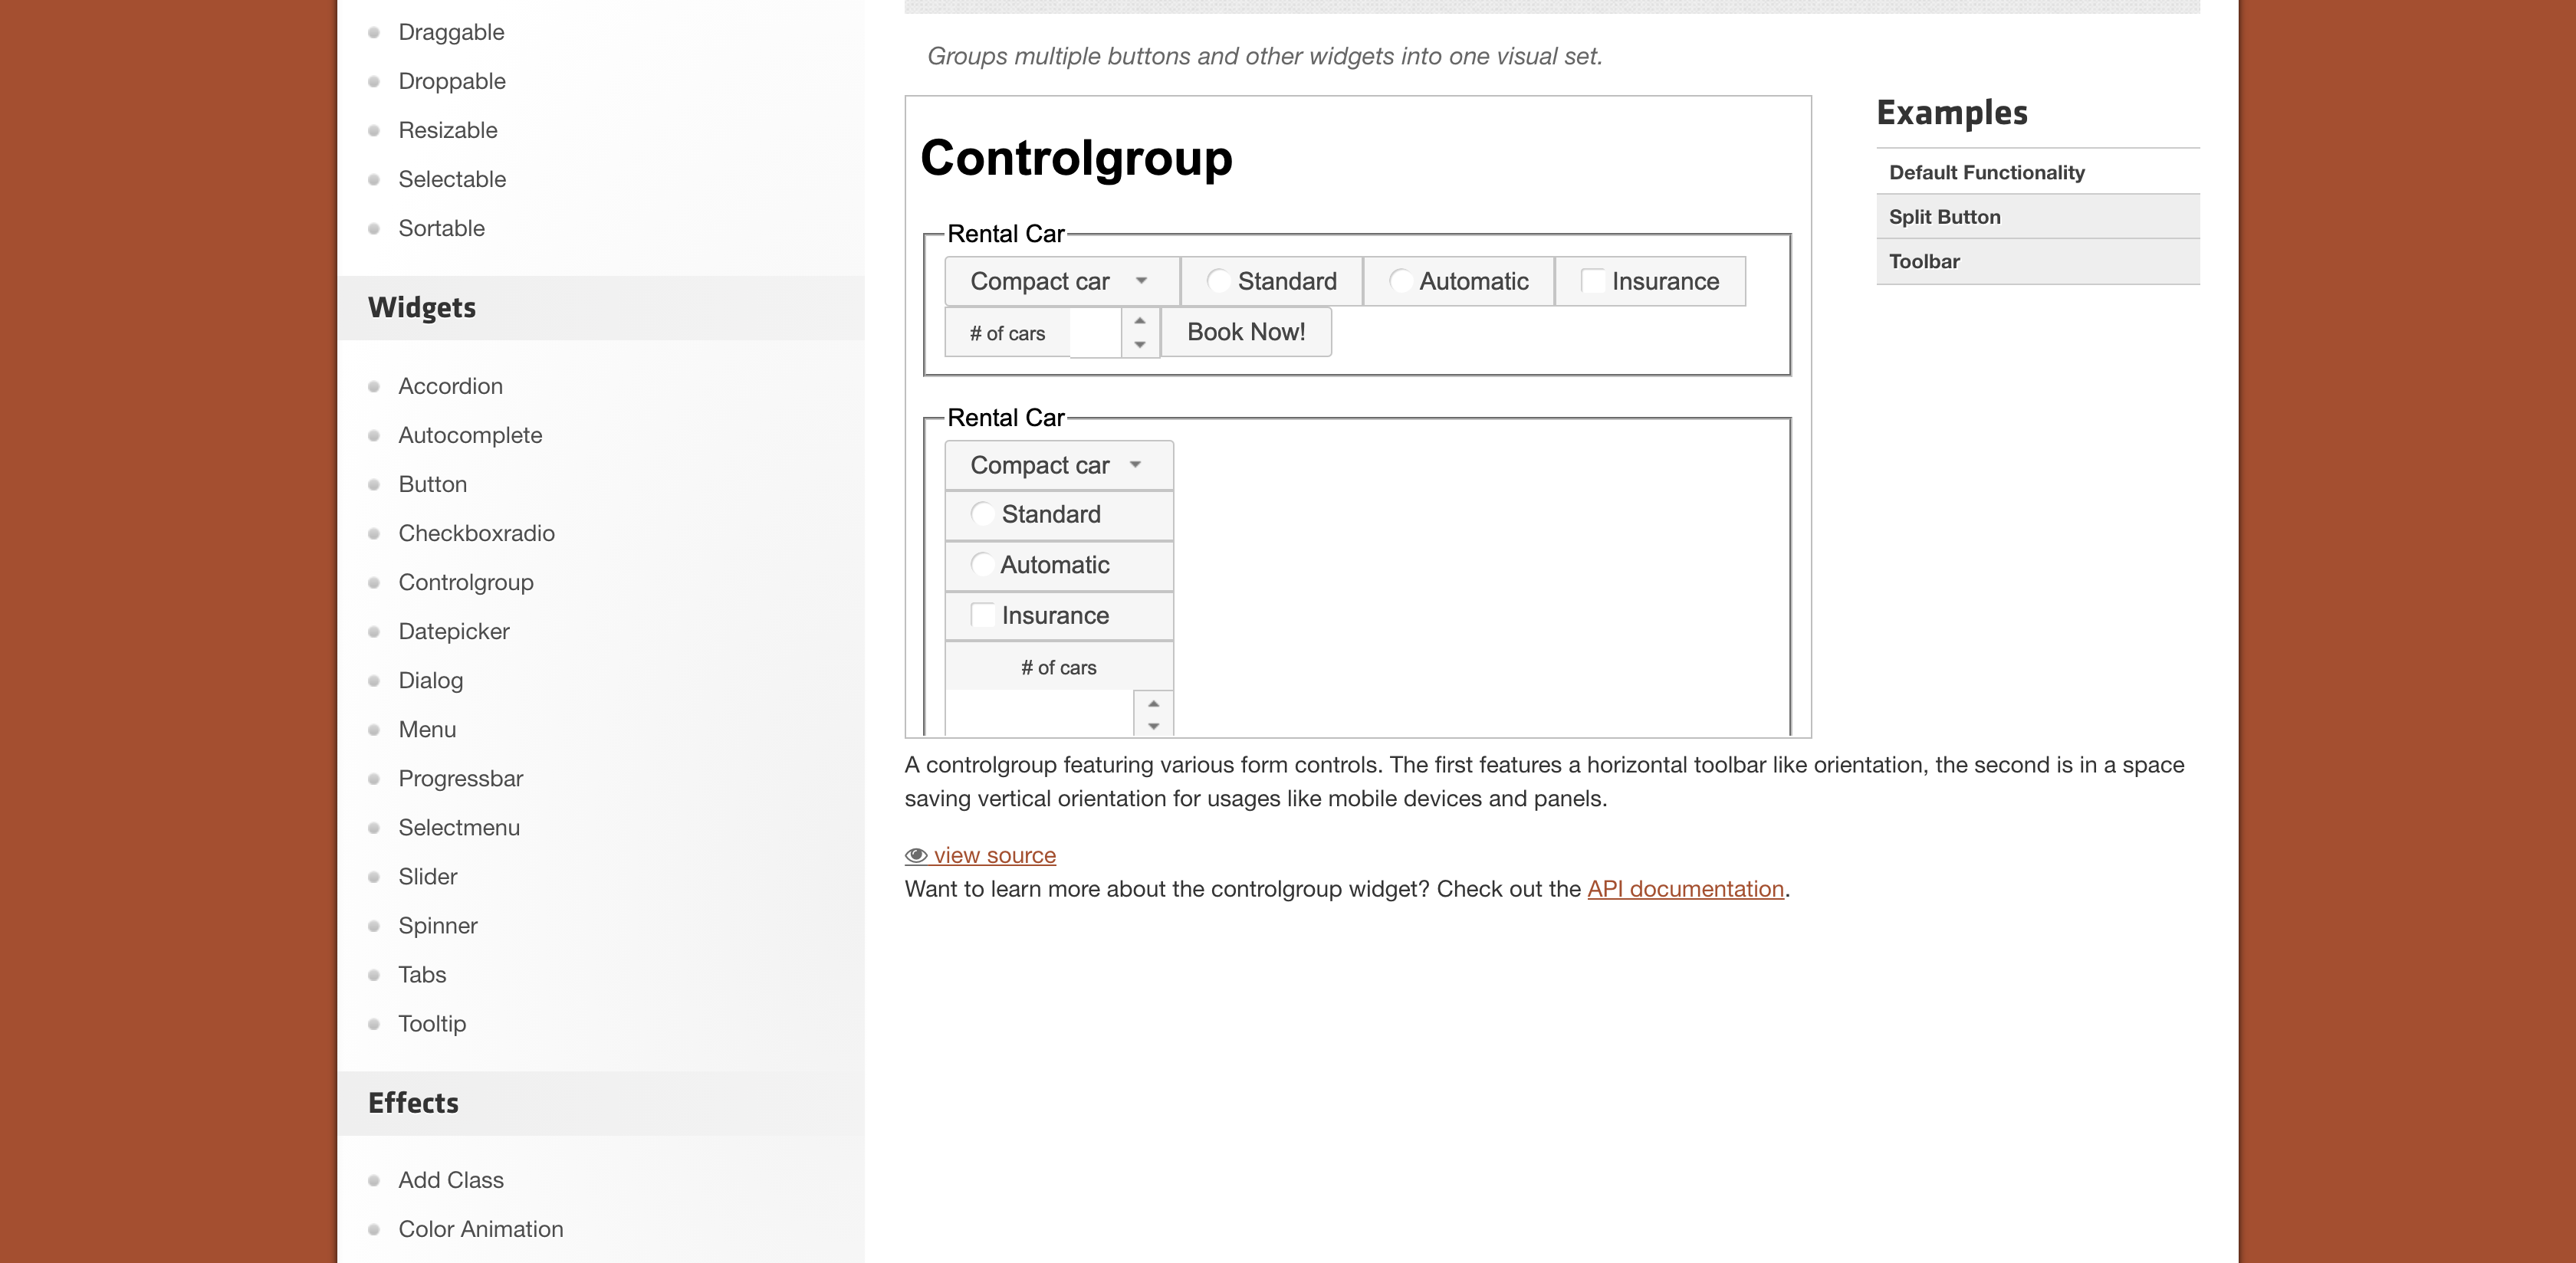 Draggable
Droppable
Resizable
Selectable
Sortable
Widgets
Accordion
Autocomplete
Button
Checkboxradio
Controlgroup
Datepicker
Dialog
Menu
Progressbar
Selectmenu
Slider
Spinner
Tabs
Tooltip
Effects
Add Class
Color Animation
Groups multiple buttons and other widgets into one visual set.
Controlgroup
Rental Car
Compact car Standard Automatic Insurance
# of cars Book Now!
Rental Car
Compact car
Standard
Automatic
Insurance
# of cars
A controlgroup featuring various form controls. The first features a horizontal toolbar like orientation, the second is in a space
saving vertical orientation for usages like mobile devices and panels.
view source
Want to learn more about the controlgroup widget? Check out the API documentation.
Examples
Default Functionality
Split Button
Toolbar